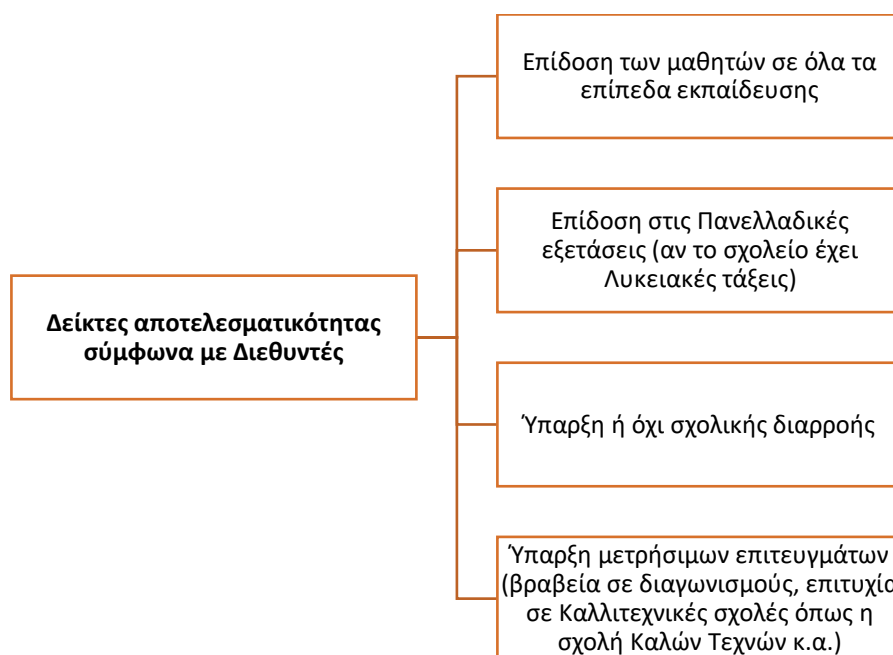 Δείκτες αποτελεσματικότητας
σύμφωνα με Διεθυντές
Επίδοση των μαθητών σε όλα τα
επίπεδα εκπαίδευσης
Επίδοση στις Πανελλαδικές
εξετάσεις (αν το σχολείο έχει
Λυκειακές τάξεις)
Ύπαρξη ή όχι σχολικής διαρροής
Ύπαρξη μετρήσιμων επιτευγμάτων
(βραβεία σε διαγωνισμούς, επιτυχία
σε Καλλιτεχνικές σχολές όπως η
σχολή Καλών Τεχνών κ.α.)